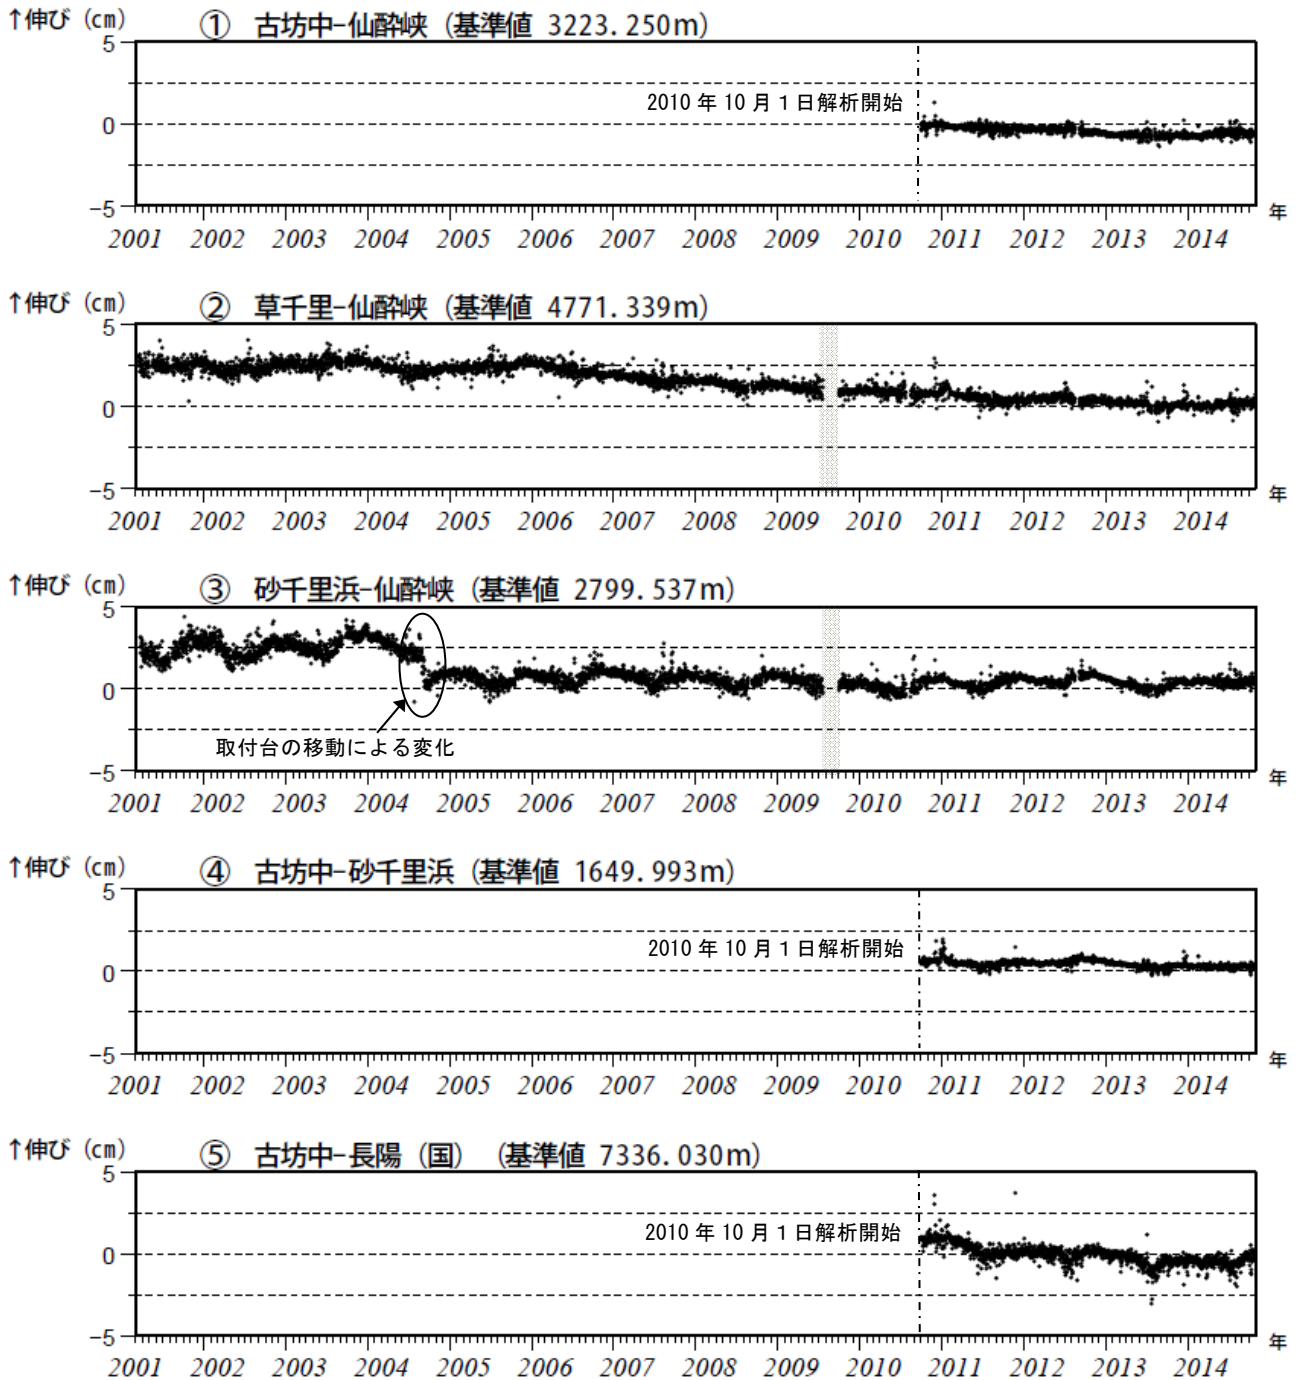 ↑伸び (cm) ① 古坊中-仙酔峡 (基準値 3223.250m)
5
2010 年 10 月 1 日解析開始
0
-5
年
2001 2002 2003 2004 2005 2006 2007 2008 2009 2010 2011 2012 2013 2014
↑伸び (cm) ② 草千里-仙酔峡 (基準値 4771.339m)
5
0
-5
年
2001 2002 2003 2004 2005 2006 2007 2008 2009 2010 2011 2012 2013 2014
↑伸び (cm) ③ 砂千里浜-仙酔峡 (基準値 2799.537m)
5
0
取付台の移動による変化
-5
年
2001 2002 2003 2004 2005 2006 2007 2008 2009 2010 2011 2012 2013 2014
↑伸び (cm) ④ 古坊中-砂千里浜 (基準値 1649.993m)
5
2010 年 10 月 1 日解析開始
0
-5
年
2001 2002 2003 2004 2005 2006 2007 2008 2009 2010 2011 2012 2013 2014
↑伸び (cm) ⑤ 古坊中-長陽 (国) (基準値 7336.030m)
5
2010 年 10 月 1 日解析開始
0
-5
年
2001 2002 2003 2004 2005 2006 2007 2008 2009 2010 2011 2012 2013 2014